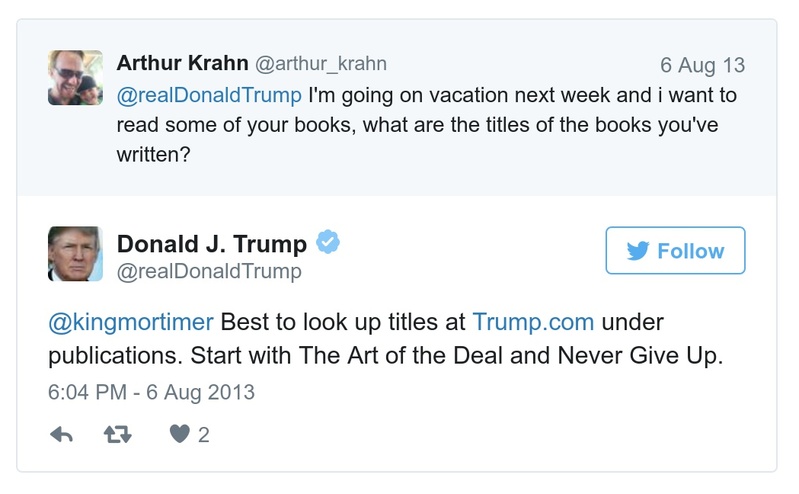 Arthur Krahn @arthur_krahn 6 Aug 13
@realDonaldTrump I'm going on vacation next week and i want to
read some of your books, what are the titles of the books you've
written?
Donald J. Trump
@realDonaldTrump
Follow
@kingmortimer Best to look up titles at Trump.com under
publications. Start with The Art of the Deal and Never Give Up.
6:04 PM - 6 Aug 2013
2